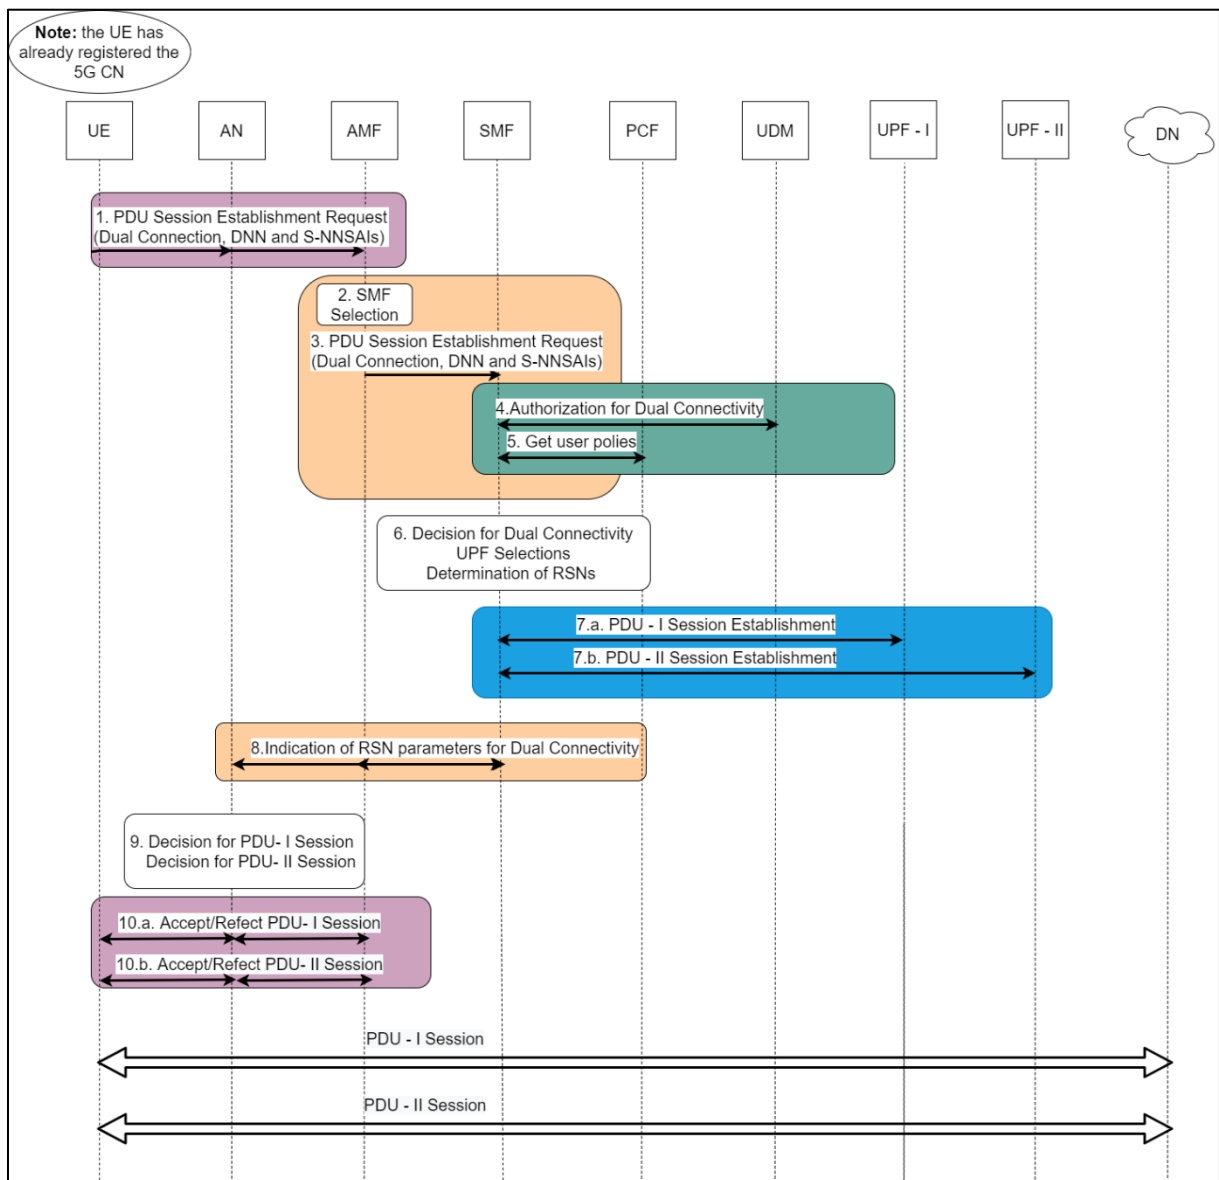 Note: the UE has
already registered the
5G CN
UE
AN
AMF
SMF
PCF
UDM
UPF - I
UPF - II
DN
1. PDU Session Establishment Request
(Dual Connection, DNN and S-NNSAIs)
2. SMF
Selection
3. PDU Session Establishment Request
(Dual Connection, DNN and S-NNSAIs)
4.Authorization for Dual Connectivity
5. Get user polies
6. Decision for Dual Connectivity
UPF Selections
Determination of RSNs
7.a. PDU - I Session Establishment
7.b. PDU - II Session Establishment
8.Indication of RSN parameters for Dual Connectivity
9. Decision for PDU- I Session
Decision for PDU- II Session
10.a. Accept/Refect PDU- I Session
10.b. Accept/Refect PDU- II Session
PDU - I Session
PDU - II Session